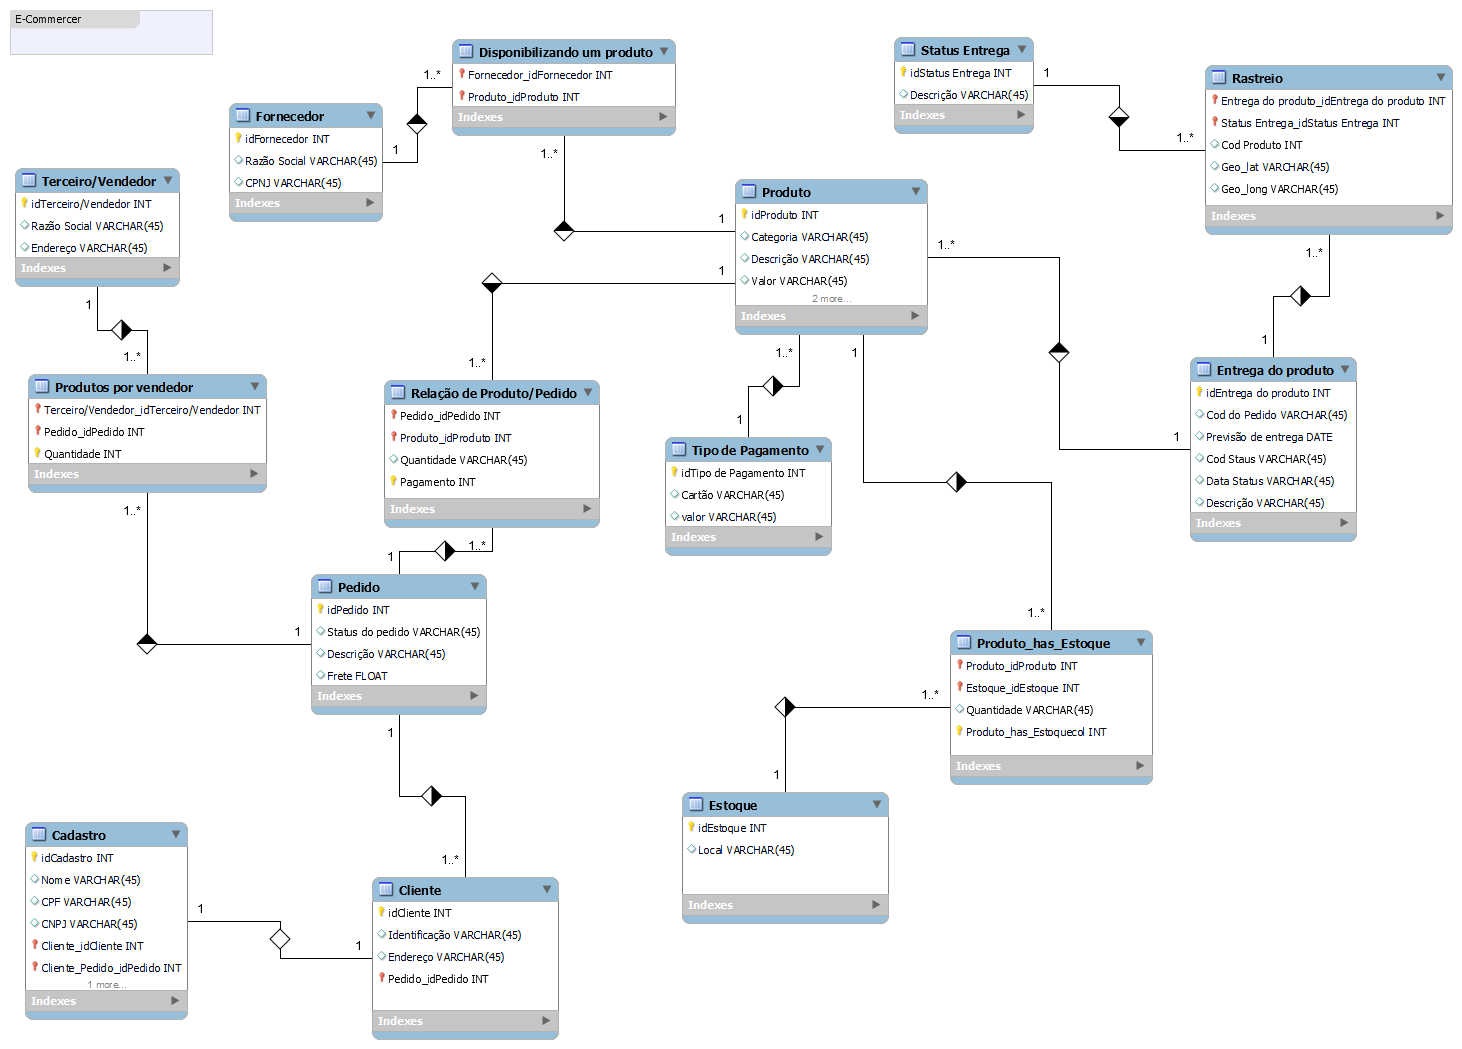 E-Commercer
Disponibilizando um produto
Fornecedor_idFornecedor INT
Produto_idProduto INT
Indexes
1..*
1..*
Status Entrega
idStatus Entrega INT
Descrição VARCHAR(45)
Indexes
1
1..*
Rastreio
Entrega do produto_idEntrega do produto INT
Status Entrega_idStatus Entrega INT
Cod Produto INT
Geo_lat VARCHAR(45)
Geo_long VARCHAR(45)
Indexes
1..*
Fornecedor
idFornecedor INT
Razão Social VARCHAR(45)
CPNJ VARCHAR(45)
Indexes
1
Terceiro/Vendedor
idTerceiro/Vendedor INT
Razão Social VARCHAR(45)
Endereço VARCHAR(45)
Indexes
1
1..*
Produto
idProduto INT
Categoria VARCHAR(45)
Descrição VARCHAR(45)
Valor VARCHAR(45)
2 more...
Indexes
1
1
1..*
1..*
1
Produtos por vendedor
Terceiro/Vendedor_idTerceiro/Vendedor INT
Pedido_idPedido INT
Quantidade INT
Indexes
1..*
1..*
Relação de Produto/Pedido
Pedido_idPedido INT
Produto_idProduto INT
Quantidade VARCHAR(45)
Pagamento INT
Indexes
1..*
1
1
Tipo de Pagamento
idTipo de Pagamento INT
Cartão VARCHAR(45)
valor VARCHAR(45)
Indexes
1
1
Entrega do produto
idEntrega do produto INT
Cod do Pedido VARCHAR(45)
Previsão de entrega DATE
Cod Staus VARCHAR(45)
Data Status VARCHAR(45)
Descrição VARCHAR(45)
Indexes
Pedido
idPedido INT
Status do pedido VARCHAR(45)
Descrição VARCHAR(45)
Frete FLOAT
Indexes
1
1
1..*
1..*
Produto_has_Estoque
Produto_idProduto INT
Estoque_idEstoque INT
Quantidade VARCHAR(45)
Produto_has_Estoquecol INT
Indexes
1..*
1
Estoque
idEstoque INT
Local VARCHAR(45)
Indexes
Cadastro
idCadastro INT
Nome VARCHAR(45)
CPF VARCHAR(45)
CNPJ VARCHAR(45)
Cliente_idCliente INT
Cliente_Pedido_idPedido INT
1 more...
Indexes
1
1
Cliente
idCliente INT
Identificação VARCHAR(45)
Endereço VARCHAR(45)
Pedido_idPedido INT
Indexes